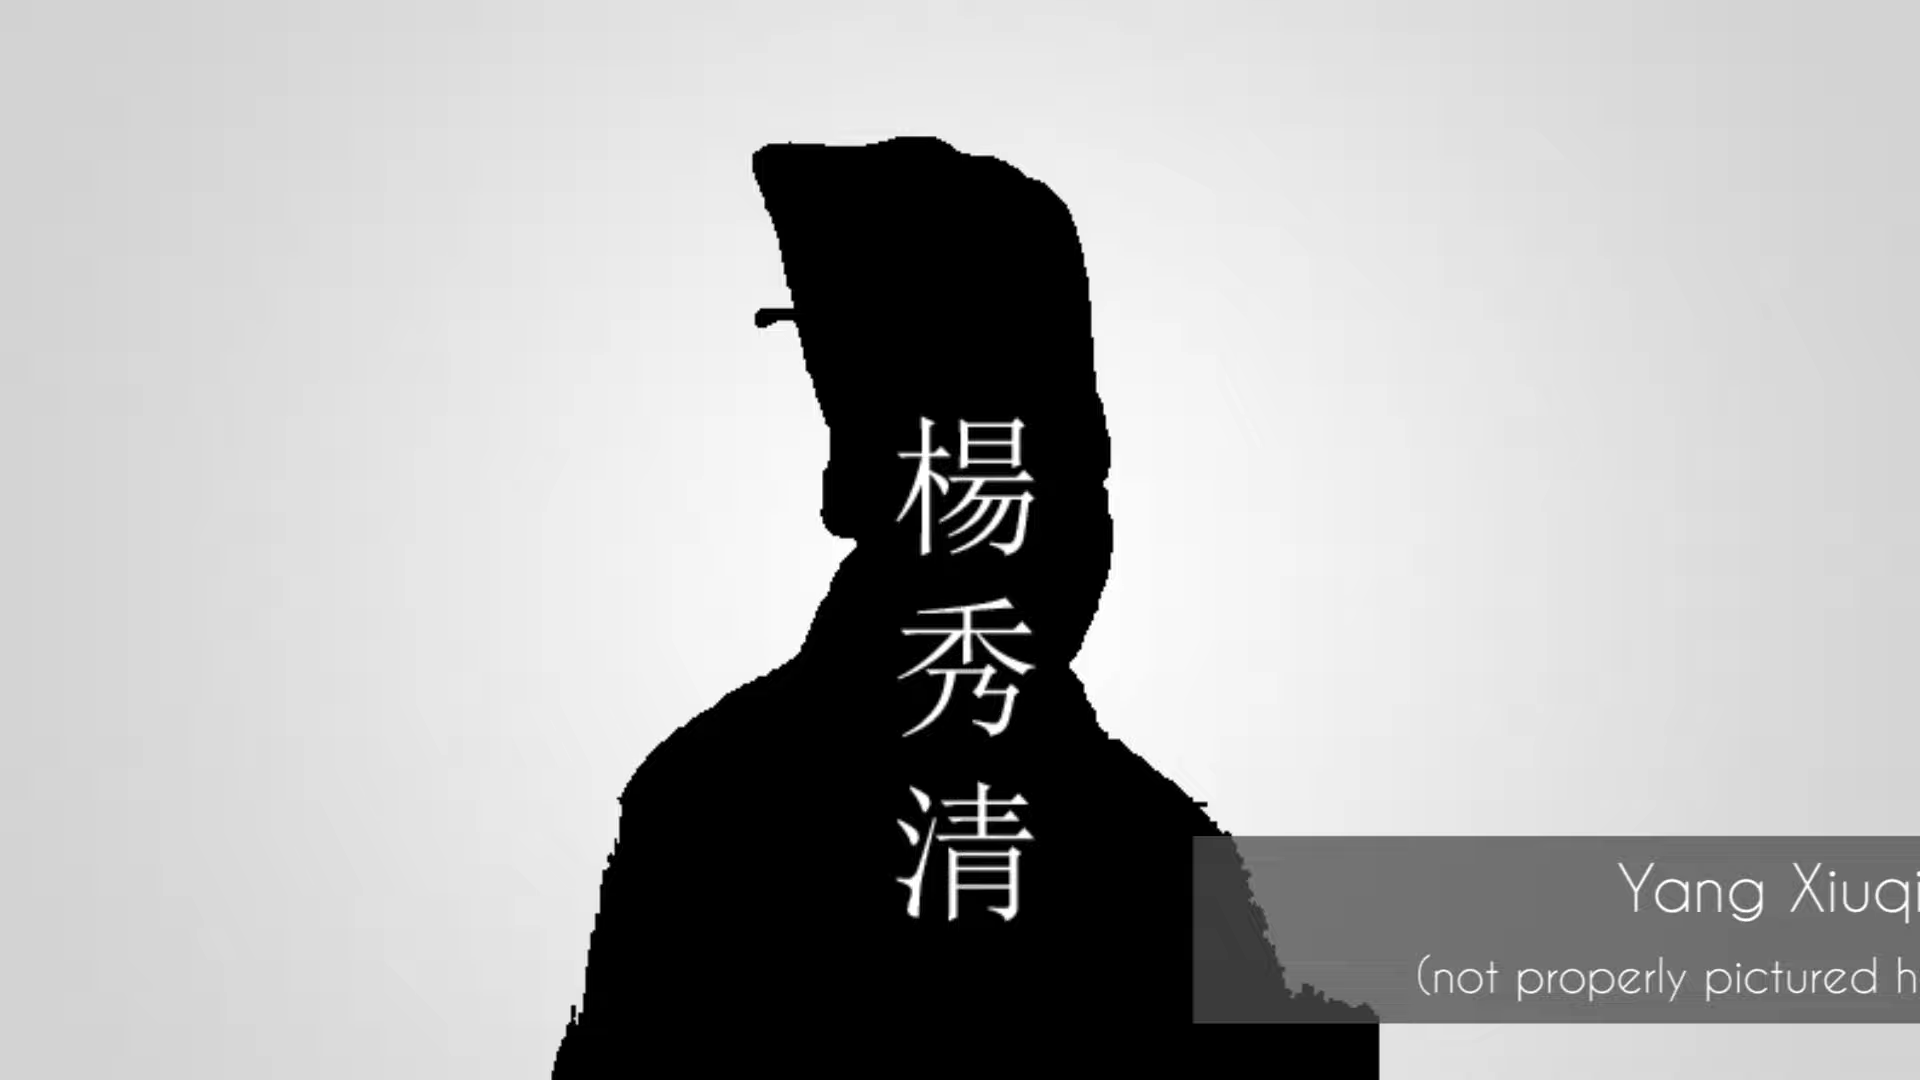 楊秀清
Yang Xiuqi
(not properly pictured h